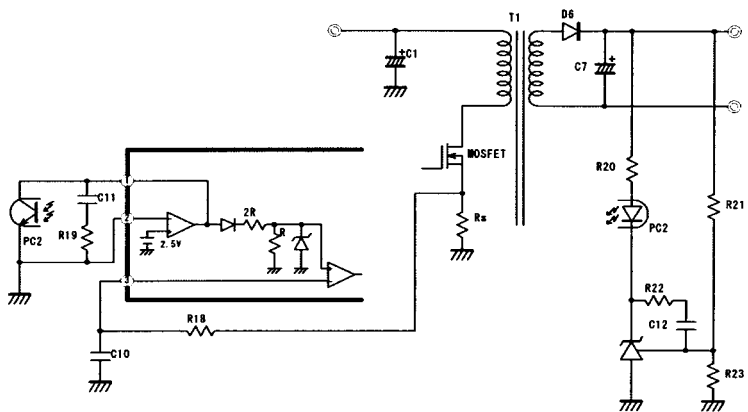 T1
D6
C1
C7
MOSFET
R20
R21
1
C11
2R
2
R
Rs
R19
PC2
2.5V
PC2
3
R22
R18
C12
C10
R23